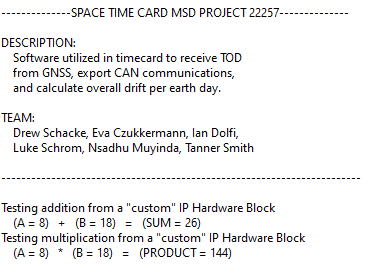 --------------SPACE TIME CARD MSD PROJECT 22257--------------
DESCRIPTION:
Software utilized in timecard to receive TOD
from GNSS, export CAN communications,
and calculate overall drift per earth day.
TEAM:
Drew Schacke, Eva Czukkermann, Ian Dolfi,
Luke Schrom, Nsadhu Muyinda, Tanner Smith
------------------------------------------------------------------------
Testing addition from a "custom" IP Hardware Block
(A = 8)   +   (B = 18)   =   (SUM = 26)
Testing multiplication from a "custom" IP Hardware Block
(A = 8)   *   (B = 18)   =   (PRODUCT = 144)